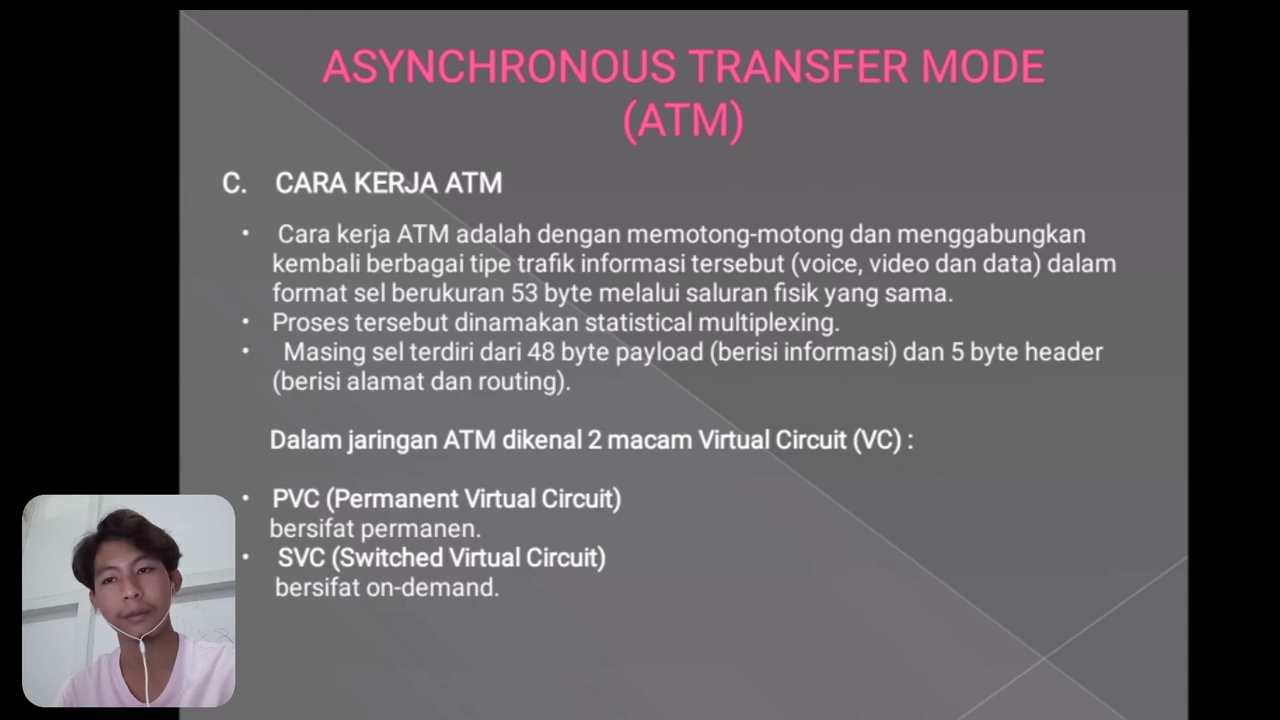 ASYNCHRONOUS TRANSFER MODE
(ATM)
C. CARA KERJA ATM
• Cara kerja ATM adalah dengan memotong-motong dan menggabungkan
kembali berbagai tipe trafik informasi tersebut (voice, video dan data) dalam
format sel berukuran 53 byte melalui saluran fisik yang sama.
• Proses tersebut dinamakan statistical multiplexing.
• Masing sel terdiri dari 48 byte payload (berisi informasi) dan 5 byte header
(berisi alamat dan routing).
Dalam jaringan ATM dikenal 2 macam Virtual Circuit (VC) :
• PVC (Permanent Virtual Circuit)
bersifat permanen.
• SVC (Switched Virtual Circuit)
bersifat on-demand.